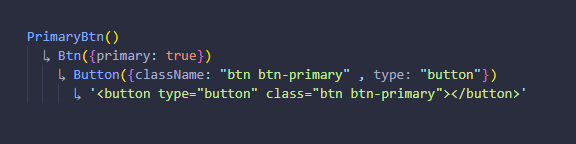 PrimaryBtn()
↳ Btn({primary: true})
↳ Button({className: "btn btn-primary" , type: "button"})
↳ '<button type="button" class="btn btn-primary"></button>'